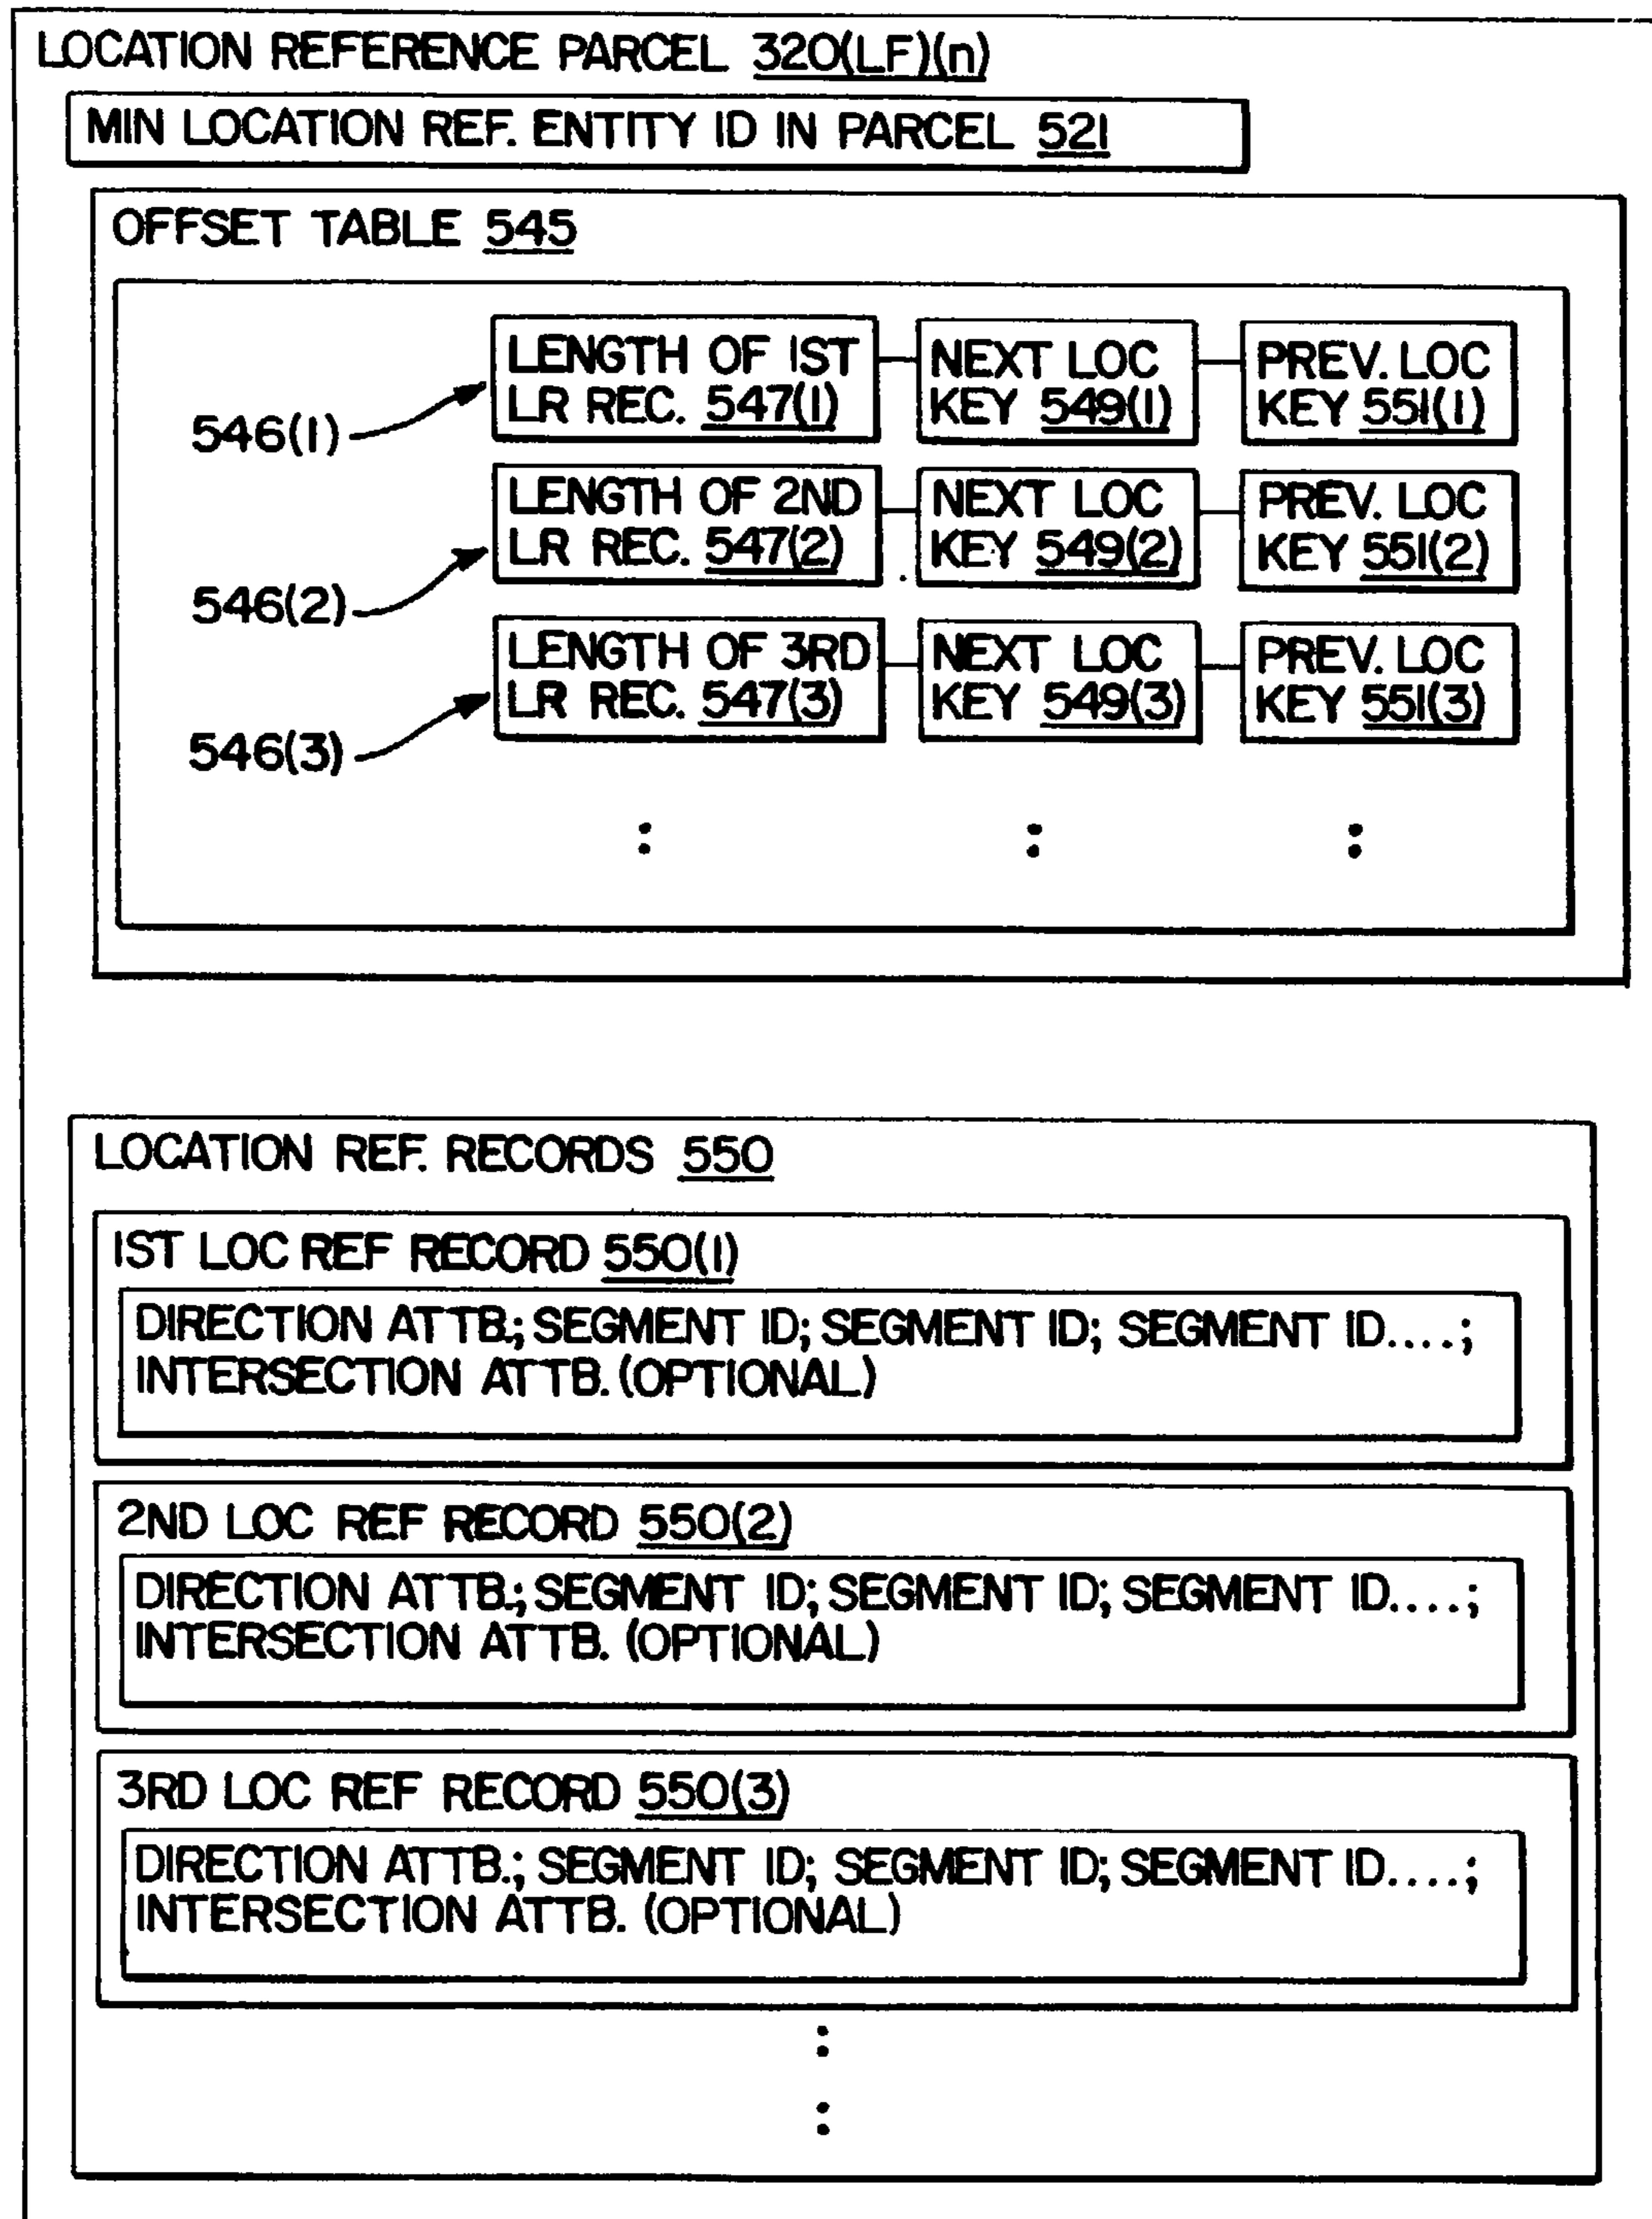 LOCATION REFERENCE PARCEL 320(LF)(n)
MIN LOCATION REF. ENTITY ID IN PARCEL 521
OFFSET TABLE 545
546(1)
LENGTH OF 1ST
LR REC. 547(1)
NEXT LOC
KEY 549(1)
PREV. LOC
KEY 551(1)
546(2)
LENGTH OF 2ND
LR REC. 547(2)
NEXT LOC
KEY 549(2)
PREV. LOC
KEY 551(2)
546(3)
LENGTH OF 3RD
LR REC. 547(3)
NEXT LOC
KEY 549(3)
PREV. LOC
KEY 551(3)
LOCATION REF. RECORDS 550
1ST LOC REF RECORD 550(1)
DIRECTION ATTB.; SEGMENT ID; SEGMENT ID; SEGMENT ID....;
INTERSECTION ATTB. (OPTIONAL)
2ND LOC REF RECORD 550(2)
DIRECTION ATTB.; SEGMENT ID; SEGMENT ID; SEGMENT ID....;
INTERSECTION ATTB. (OPTIONAL)
3RD LOC REF RECORD 550(3)
DIRECTION ATTB.; SEGMENT ID; SEGMENT ID; SEGMENT ID....;
INTERSECTION ATTB. (OPTIONAL)